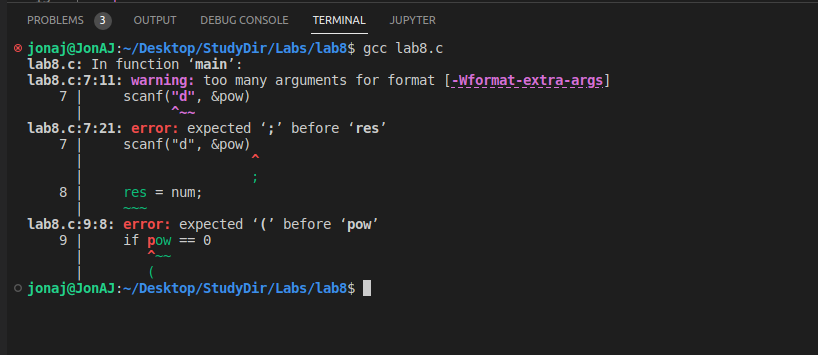 PROBLEMS 3 OUTPUT DEBUG CONSOLE TERMINAL JUPYTER
jonaj@JonAJ:~/Desktop/StudyDir/Labs/lab8$ gcc lab8.c
lab8.c: In function ‘main’:
lab8.c:7:11: warning: too many arguments for format [-Wformat-extra-args]
    7 |     scanf("d", &pow)
      |           ^~~
lab8.c:7:21: error: expected ‘;’ before ‘res’
    7 |     scanf("d", &pow)
      |                     ^
      |                     ;
    8 |     res = num;
      |     ~~~
lab8.c:9:8: error: expected ‘(’ before ‘pow’
    9 |     if pow == 0
      |        ^~~
      |        (
jonaj@JonAJ:~/Desktop/StudyDir/Labs/lab8$